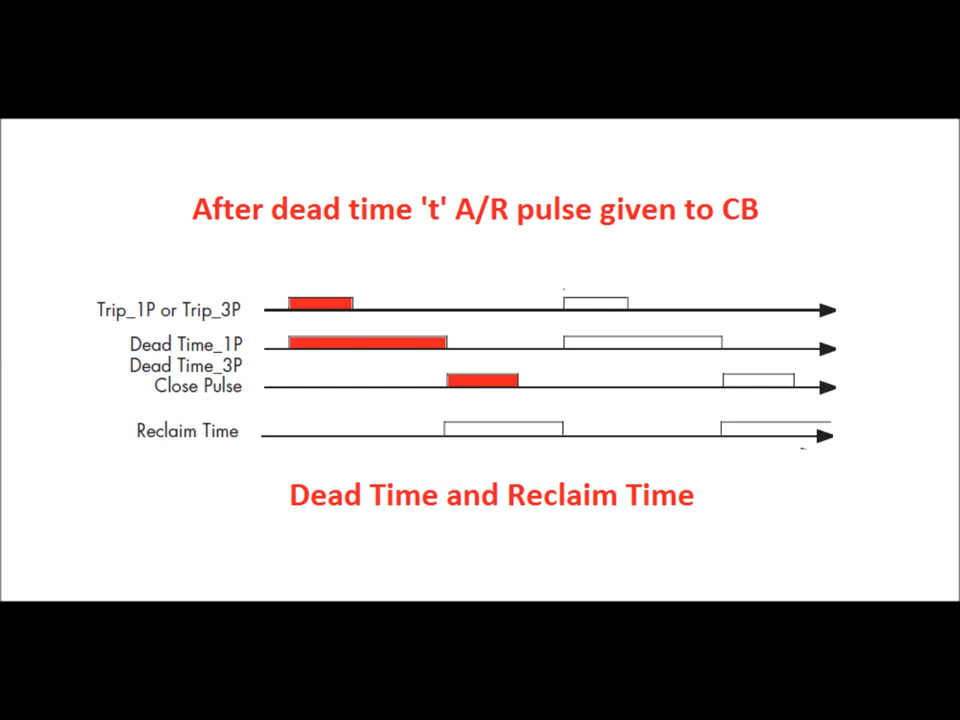 After dead time 't' A/R pulse given to CB
Trip_1P or Trip_3P
Dead Time_1P
Dead Time_3P
Close Pulse
Reclaim Time
Dead Time and Reclaim Time